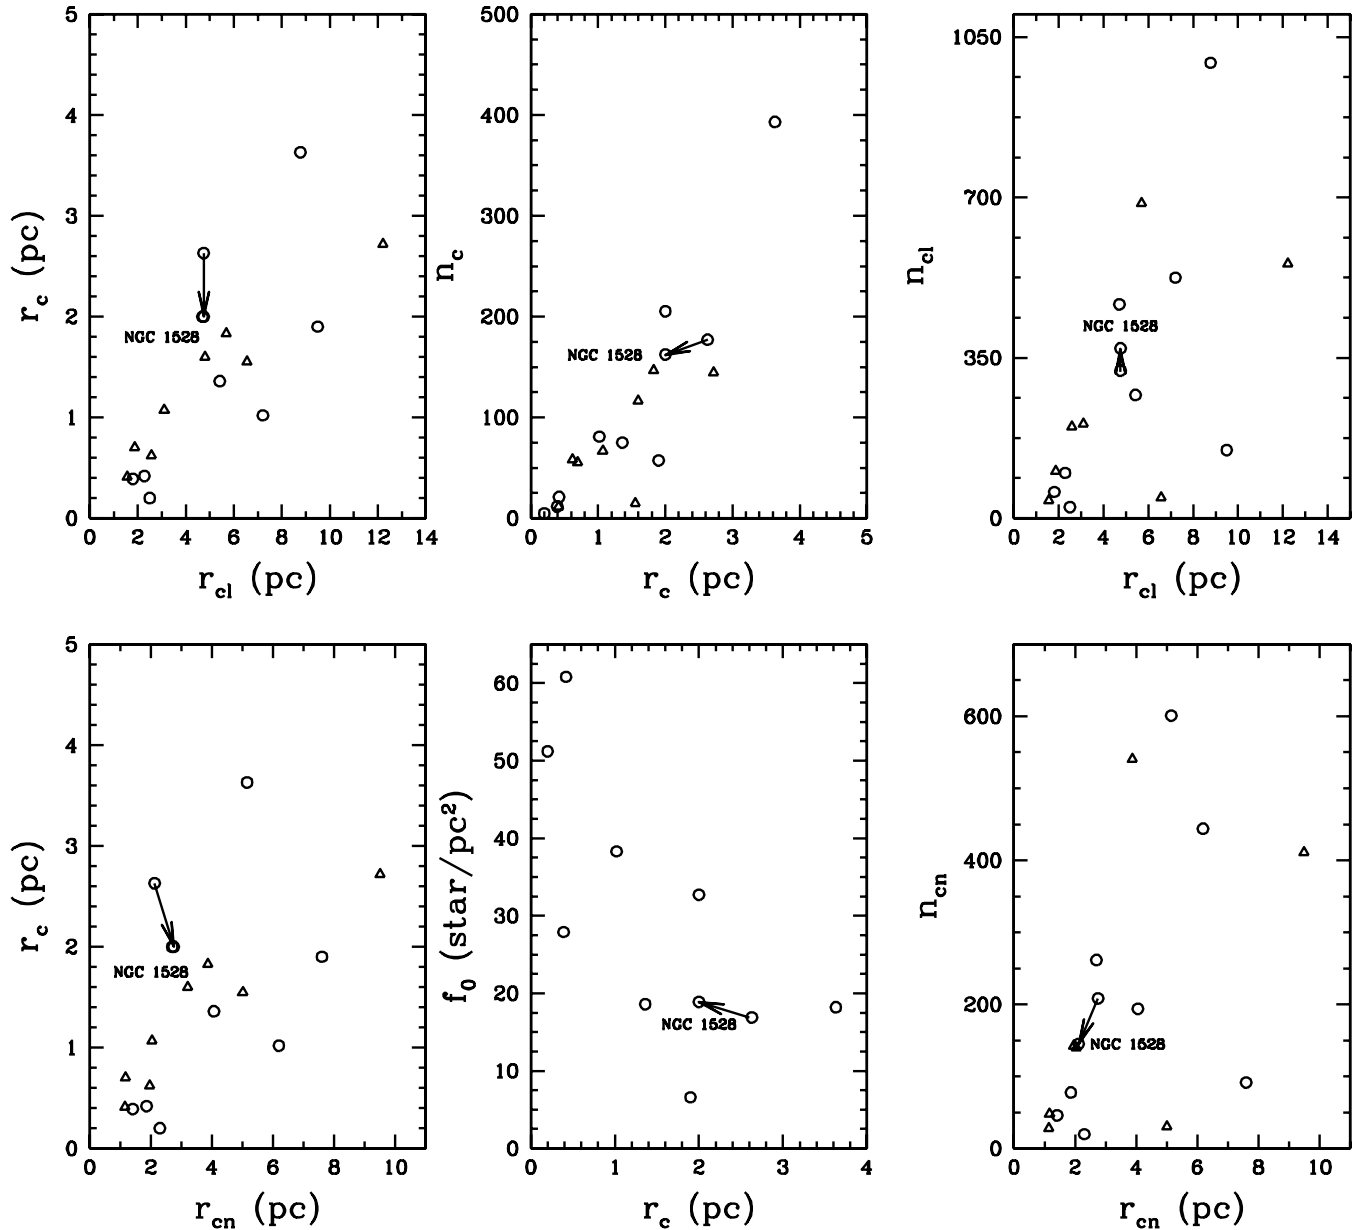 5
4
3
2
1
0
r_c (pc)
NGC 1528
0 2 4 6 8 10 12 14
r_cl (pc)
500
400
300
200
100
0
n_c
NGC 1528
0 1 2 3 4 5
r_c (pc)
1050
700
350
0
n_cl
NGC 1528
0 2 4 6 8 10 12 14
r_cl (pc)
5
4
3
2
1
0
r_c (pc)
NGC 1528
0 2 4 6 8 10
r_cn (pc)
60
50
40
30
20
10
0
f_0 (star/pc^2)
NGC 1528
0 1 2 3 4
r_c (pc)
600
400
200
0
n_cn
NGC 1528
0 2 4 6 8 10
r_cn (pc)